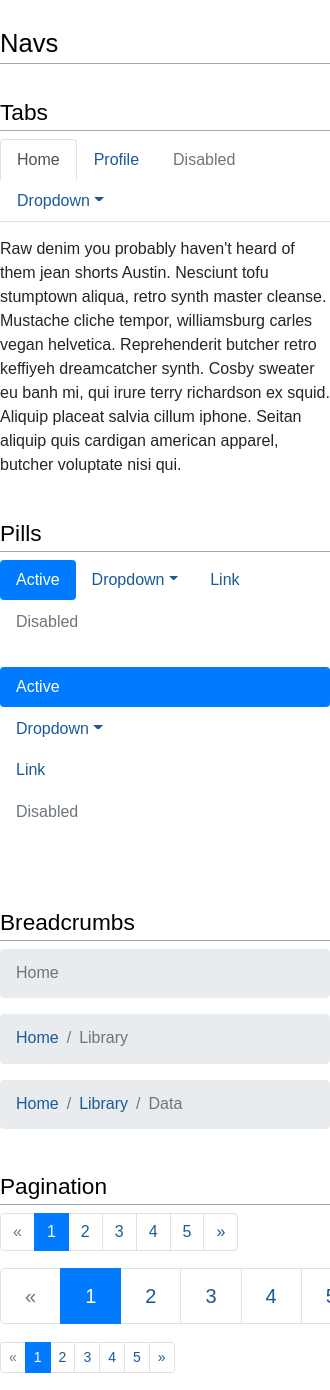 Navs
Tabs
Home Profile Disabled
Dropdown
Raw denim you probably haven't heard of
them jean shorts Austin. Nesciunt tofu
stumptown aliqua, retro synth master cleanse.
Mustache cliche tempor, williamsburg carles
vegan helvetica. Reprehenderit butcher retro
keffiyeh dreamcatcher synth. Cosby sweater
eu banh mi, qui irure terry richardson ex squid.
Aliquip placeat salvia cillum iphone. Seitan
aliquip quis cardigan american apparel,
butcher voluptate nisi qui.
Pills
Active Dropdown Link
Disabled
Active
Dropdown
Link
Disabled
Breadcrumbs
Home
Home / Library
Home / Library / Data
Pagination
« 1 2 3 4 5 »
« 1 2 3 4 5
« 1 2 3 4 5 »